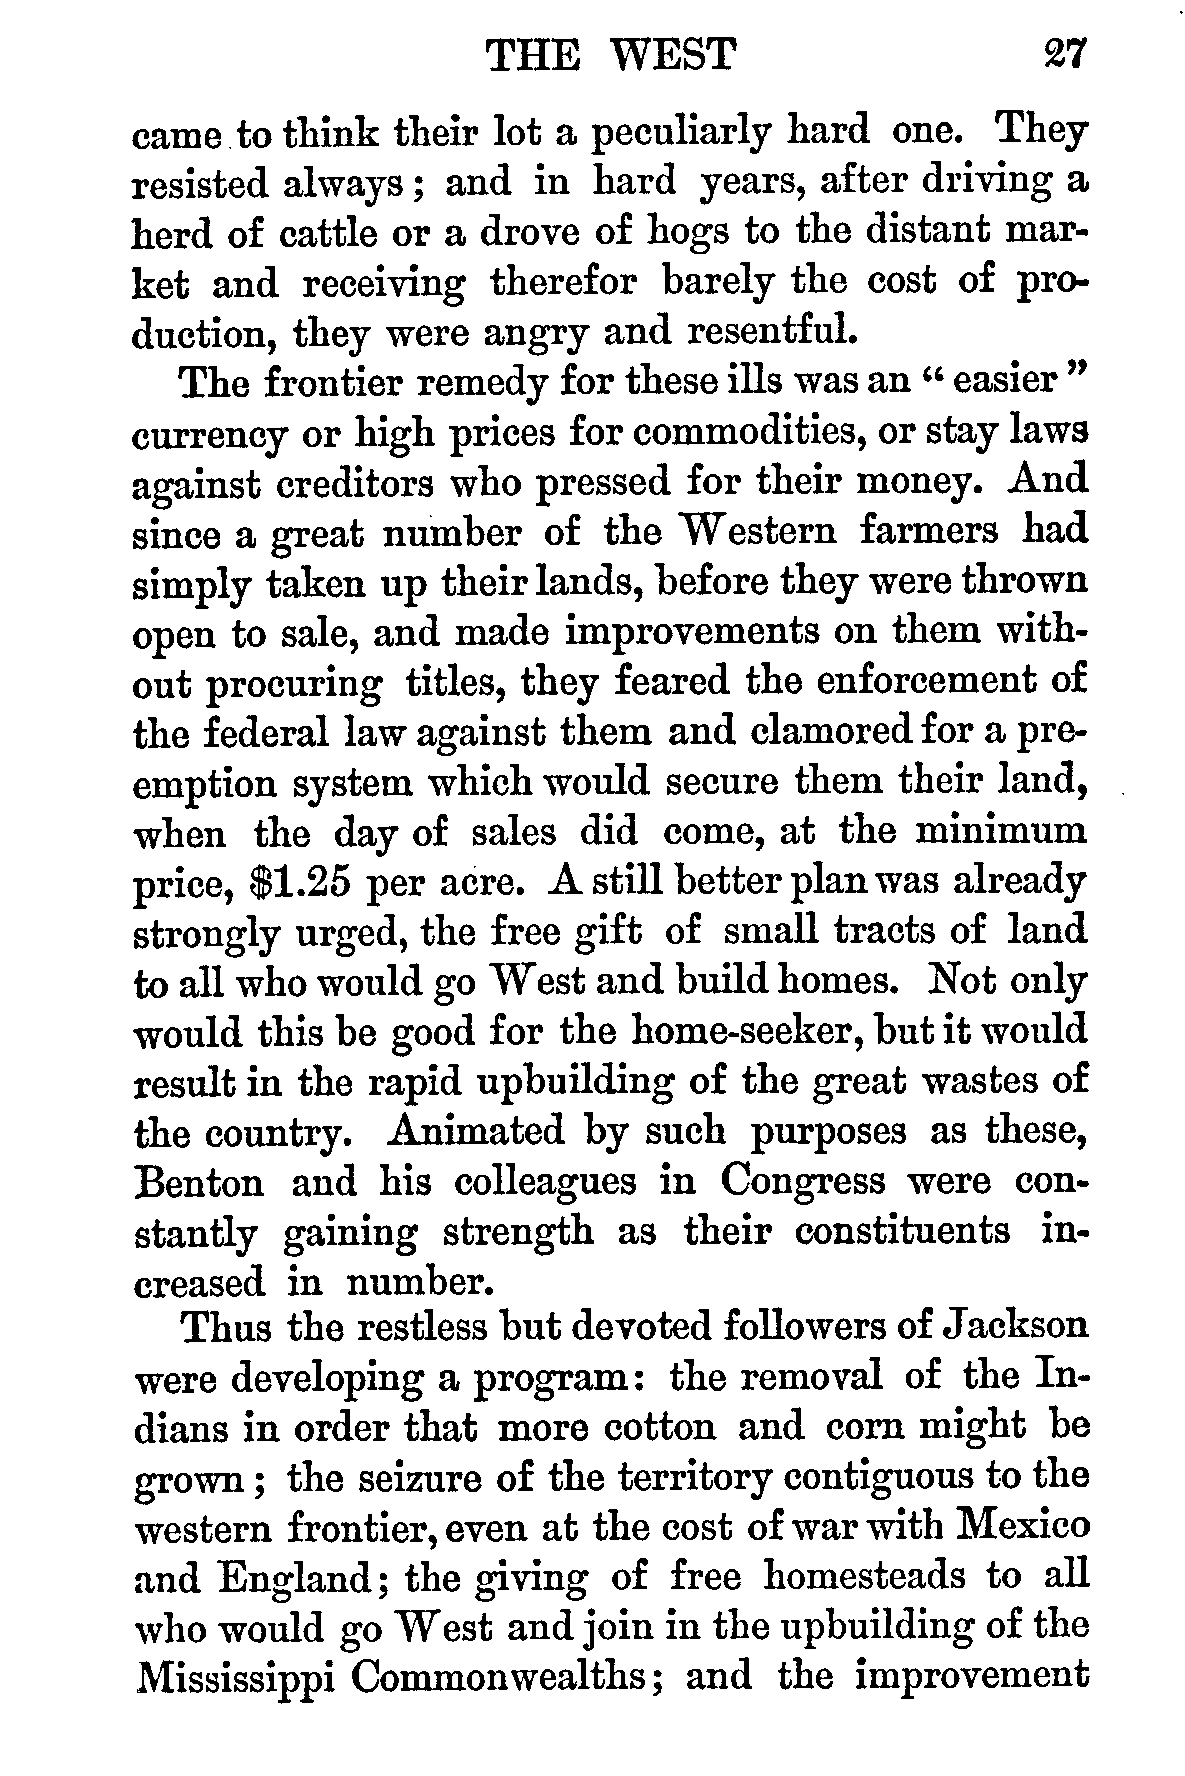 THE WEST 27
came to think their lot a peculiarly hard one. They
resisted always; and in hard years, after driving a
herd of cattle or a drove of hogs to the distant mar-
ket and receiving therefor barely the cost of pro-
duction, they were angry and resentful.
The frontier remedy for these ills was an “ easier ”
currency or high prices for commodities, or stay laws
against creditors who pressed for their money. And
since a great number of the Western farmers had
simply taken up their lands, before they were thrown
open to sale, and made improvements on them with-
out procuring titles, they feared the enforcement of
the federal law against them and clamored for a pre-
emption system which would secure them their land,
when the day of sales did come, at the minimum
price, $1.25 per acre. A still better plan was already
strongly urged, the free gift of small tracts of land
to all who would go West and build homes. Not only
would this be good for the home-seeker, but it would
result in the rapid upbuilding of the great wastes of
the country. Animated by such purposes as these,
Benton and his colleagues in Congress were con-
stantly gaining strength as their constituents in-
creased in number.
Thus the restless but devoted followers of Jackson
were developing a program: the removal of the In-
dians in order that more cotton and corn might be
grown; the seizure of the territory contiguous to the
western frontier, even at the cost of war with Mexico
and England; the giving of free homesteads to all
who would go West and join in the upbuilding of the
Mississippi Commonwealths; and the improvement